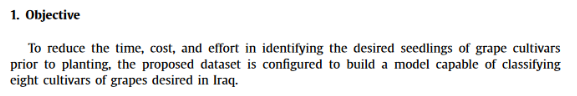 1. Objective
To reduce the time, cost, and effort in identifying the desired seedlings of grape cultivars
prior to planting, the proposed dataset is configured to build a model capable of classifying
eight cultivars of grapes desired in Iraq.